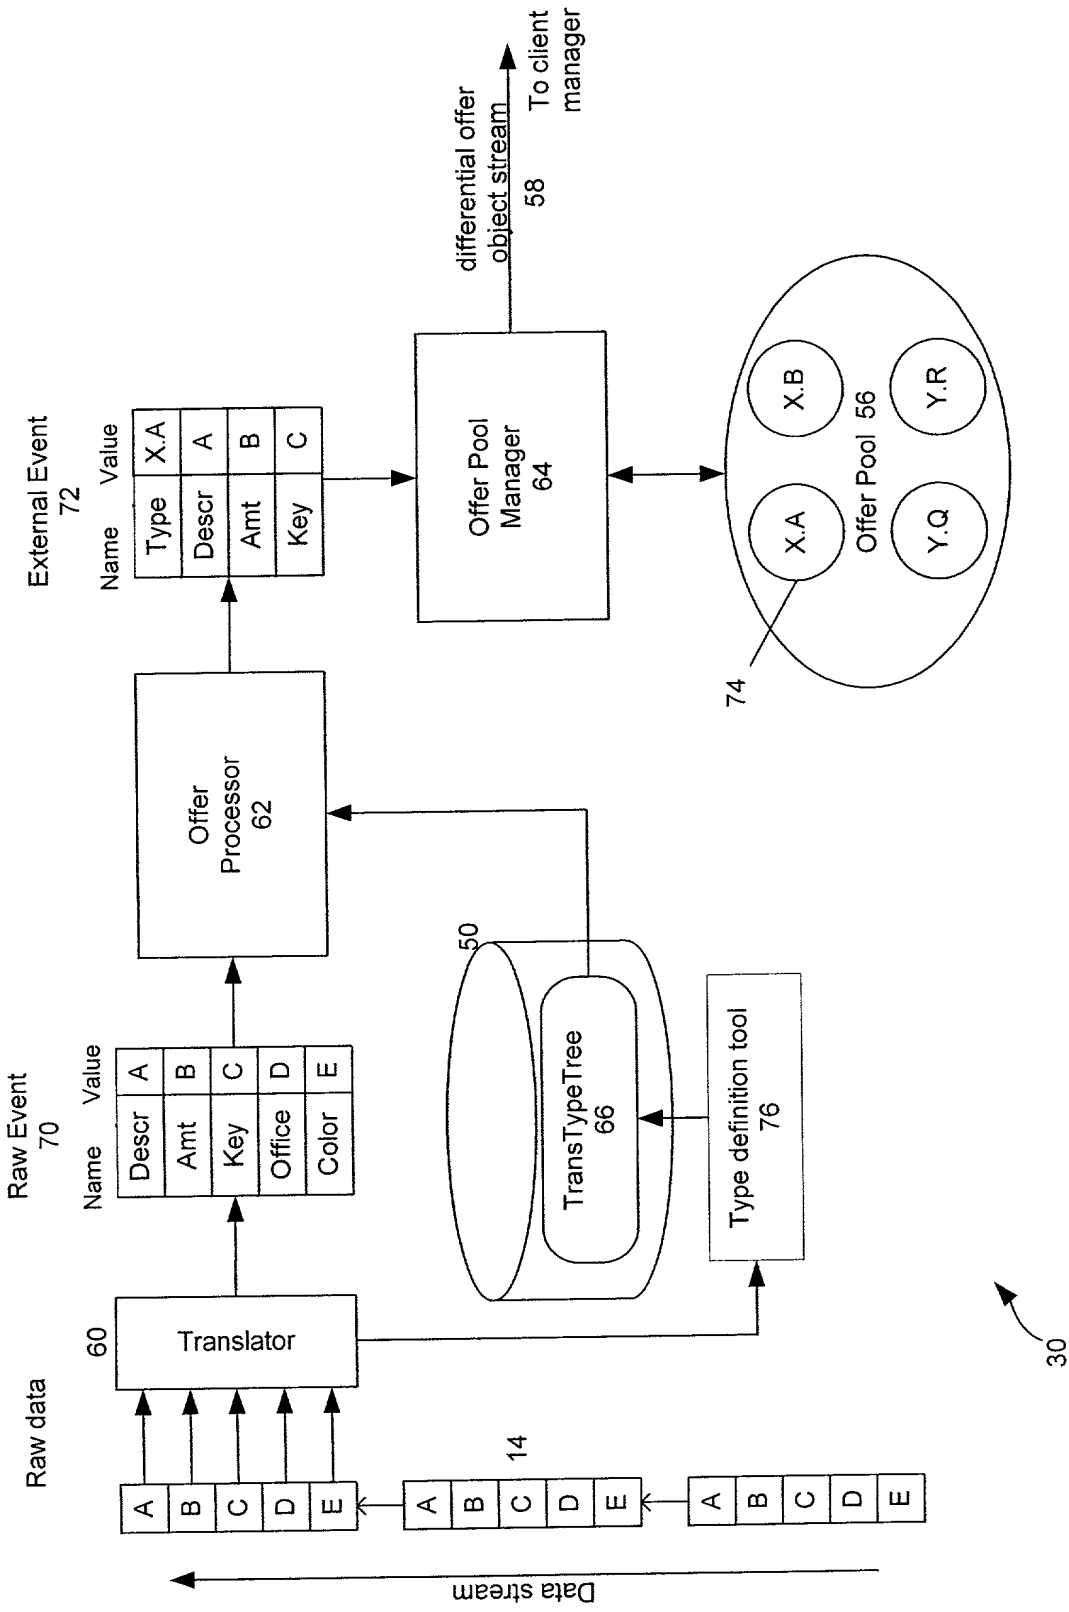 Raw data
Data stream
A
B
C
D
E
14
A
B
C
D
E
A
B
C
D
E
60
Translator
Raw Event
70
Name Value
Descr A
Amt B
Key C
Office D
Color E
Offer
Processor
62
External Event
72
Name Value
Type X.A
Descr A
Amt B
Key C
50
TransTypeTree
66
Type definition tool
76
Offer Pool
Manager
64
differential offer
object stream
58
To client
manager
74
X.A
X.B
Offer Pool 56
Y.Q
Y.R
30